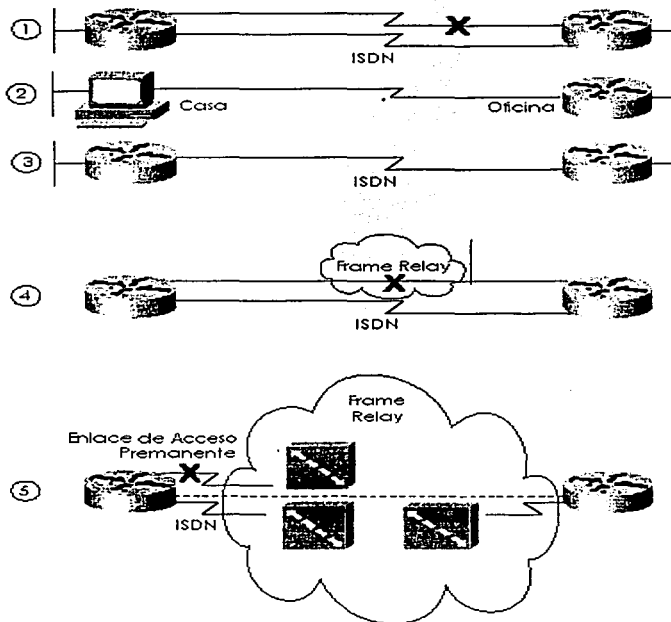 1
ISDN
2
Casa
Oficina
3
ISDN
Frame Relay
4
ISDN
Frame
Relay
Enlace de Acceso
Premanente
5
ISDN